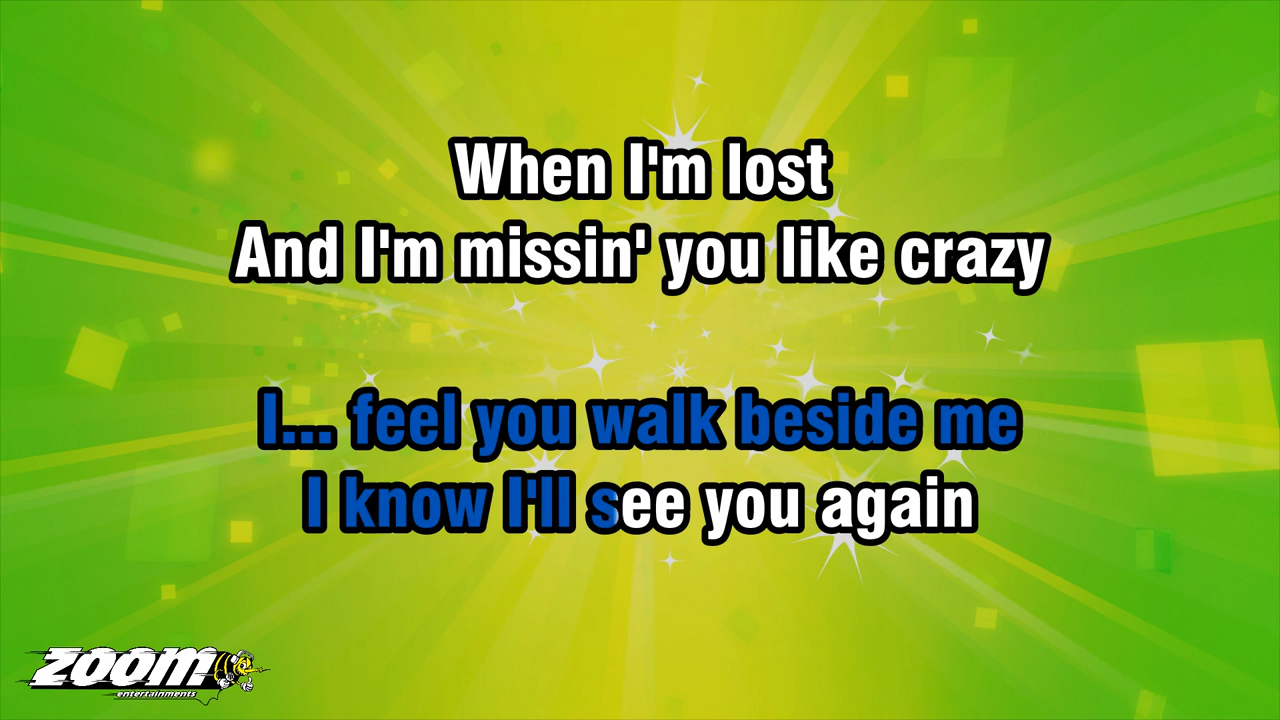 When I'm lost
And I'm missin' you like crazy
I... feel you walk beside me
I know I'll see you again
ZOOM
entertainments